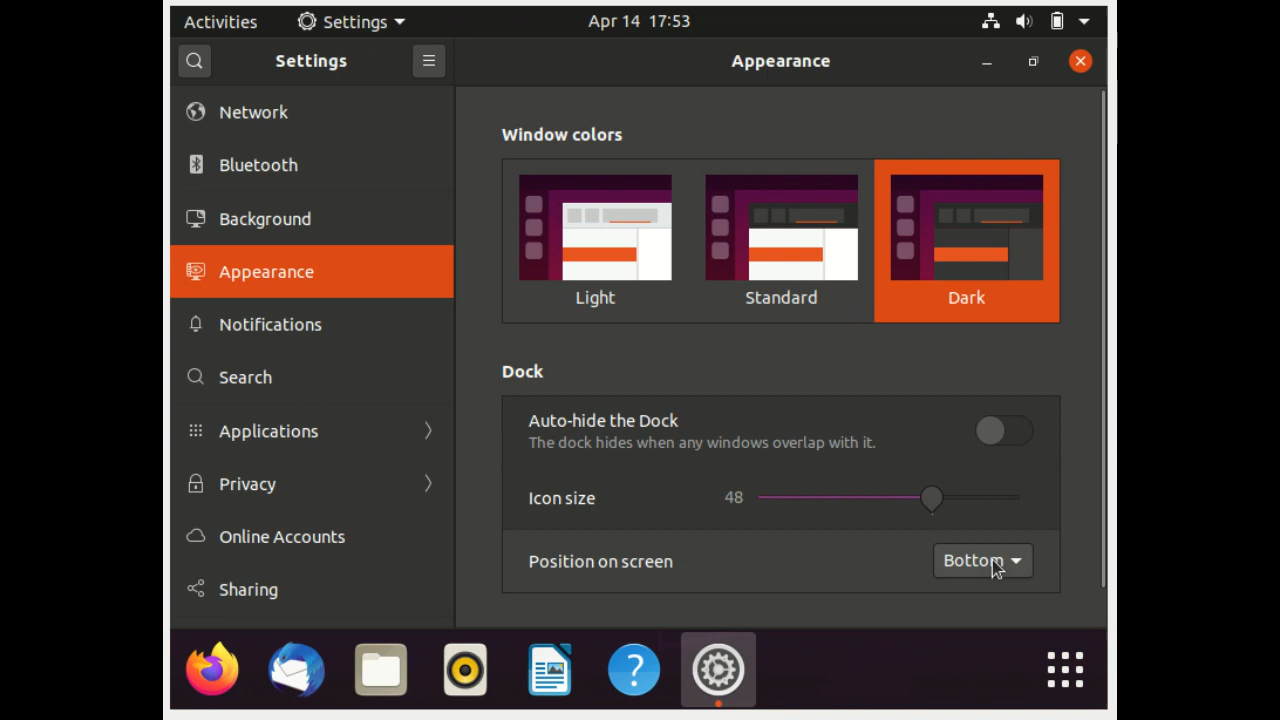 Activities Settings Apr 14 17:53
Settings
Appearance
Network
Bluetooth
Background
Appearance
Notifications
Search
Applications
Privacy
Online Accounts
Sharing
Window colors
Light Standard Dark
Dock
Auto-hide the Dock
The dock hides when any windows overlap with it.
Icon size 48
Position on screen Bottom
?